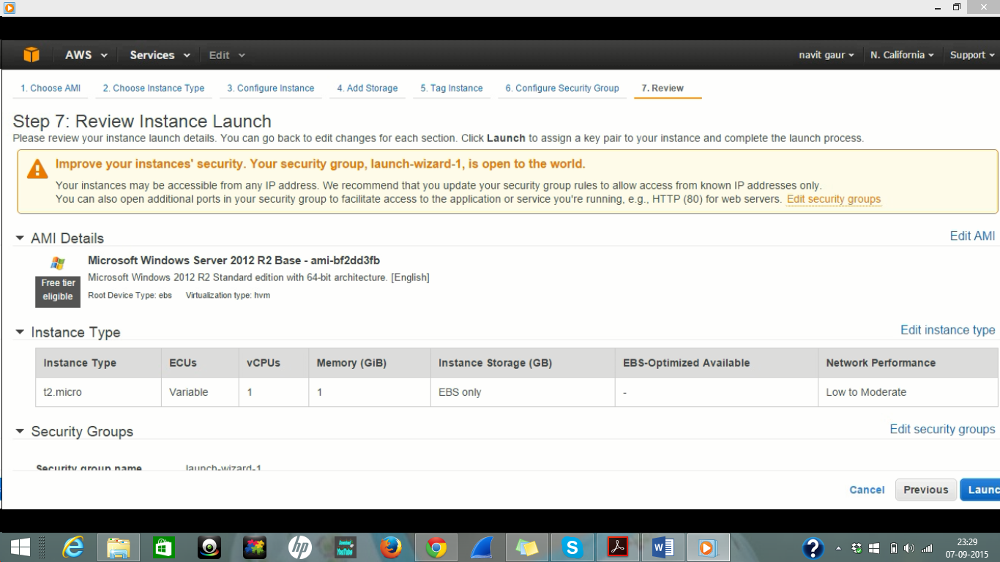 AWS Services Edit navit gaur N. California Support
1. Choose AMI 2. Choose Instance Type 3. Configure Instance 4. Add Storage 5. Tag Instance 6. Configure Security Group 7. Review
Step 7: Review Instance Launch
Please review your instance launch details. You can go back to edit changes for each section. Click Launch to assign a key pair to your instance and complete the launch process.
Improve your instances' security. Your security group, launch-wizard-1, is open to the world.
Your instances may be accessible from any IP address. We recommend that you update your security group rules to allow access from known IP addresses only.
You can also open additional ports in your security group to facilitate access to the application or service you're running, e.g., HTTP (80) for web servers. Edit security groups
AMI Details Edit AMI
Microsoft Windows Server 2012 R2 Base - ami-bf2dd3fb
Free tier
eligible
Microsoft Windows 2012 R2 Standard edition with 64-bit architecture. [English]
Root Device Type: ebs Virtualization type: hvm
Instance Type Edit instance type
Instance Type ECUs vCPUs Memory (GiB) Instance Storage (GB) EBS-Optimized Available Network Performance
t2.micro Variable 1 1 EBS only - Low to Moderate
Security Groups Edit security groups
Security group name launch-wizard-1
Cancel Previous Launc
hp
YouTube
23:29
07-09-2015